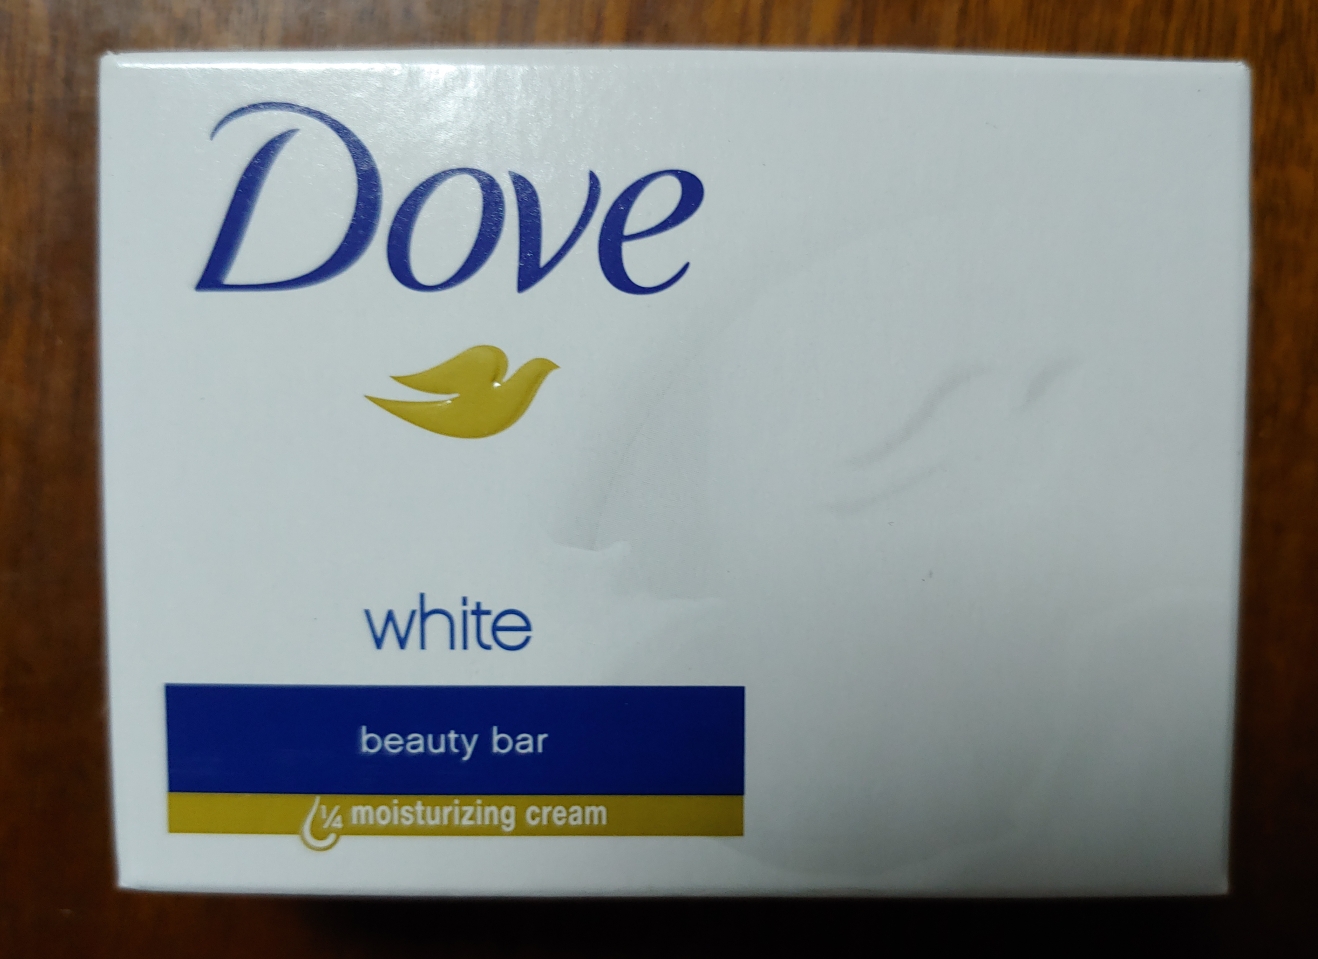 Dove
white
beauty bar
¼ moisturizing cream